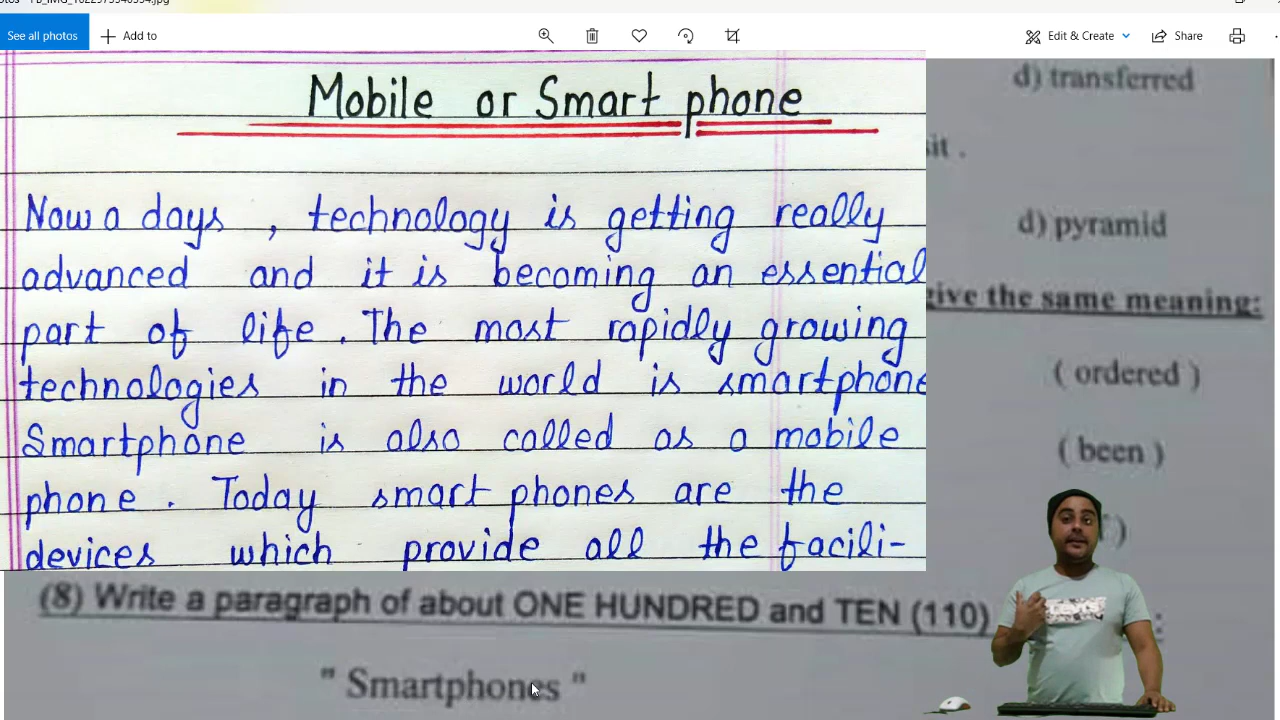 See all photos
Add to
Edit & Create
Share
Mobile or Smart phone
Now a days , technology is getting really
advanced and it is becoming an essential
part of life . The most rapidly growing
technologies in the world is smartphone
Smartphone is also called as a mobile
phone . Today smart phones are the
devices which provide all the facili-
d) transferred
sit .
d) pyramid
give the same meaning:
( ordered )
( been )
(8) Write a paragraph of about ONE HUNDRED and TEN (110)
:
" Smartphones "